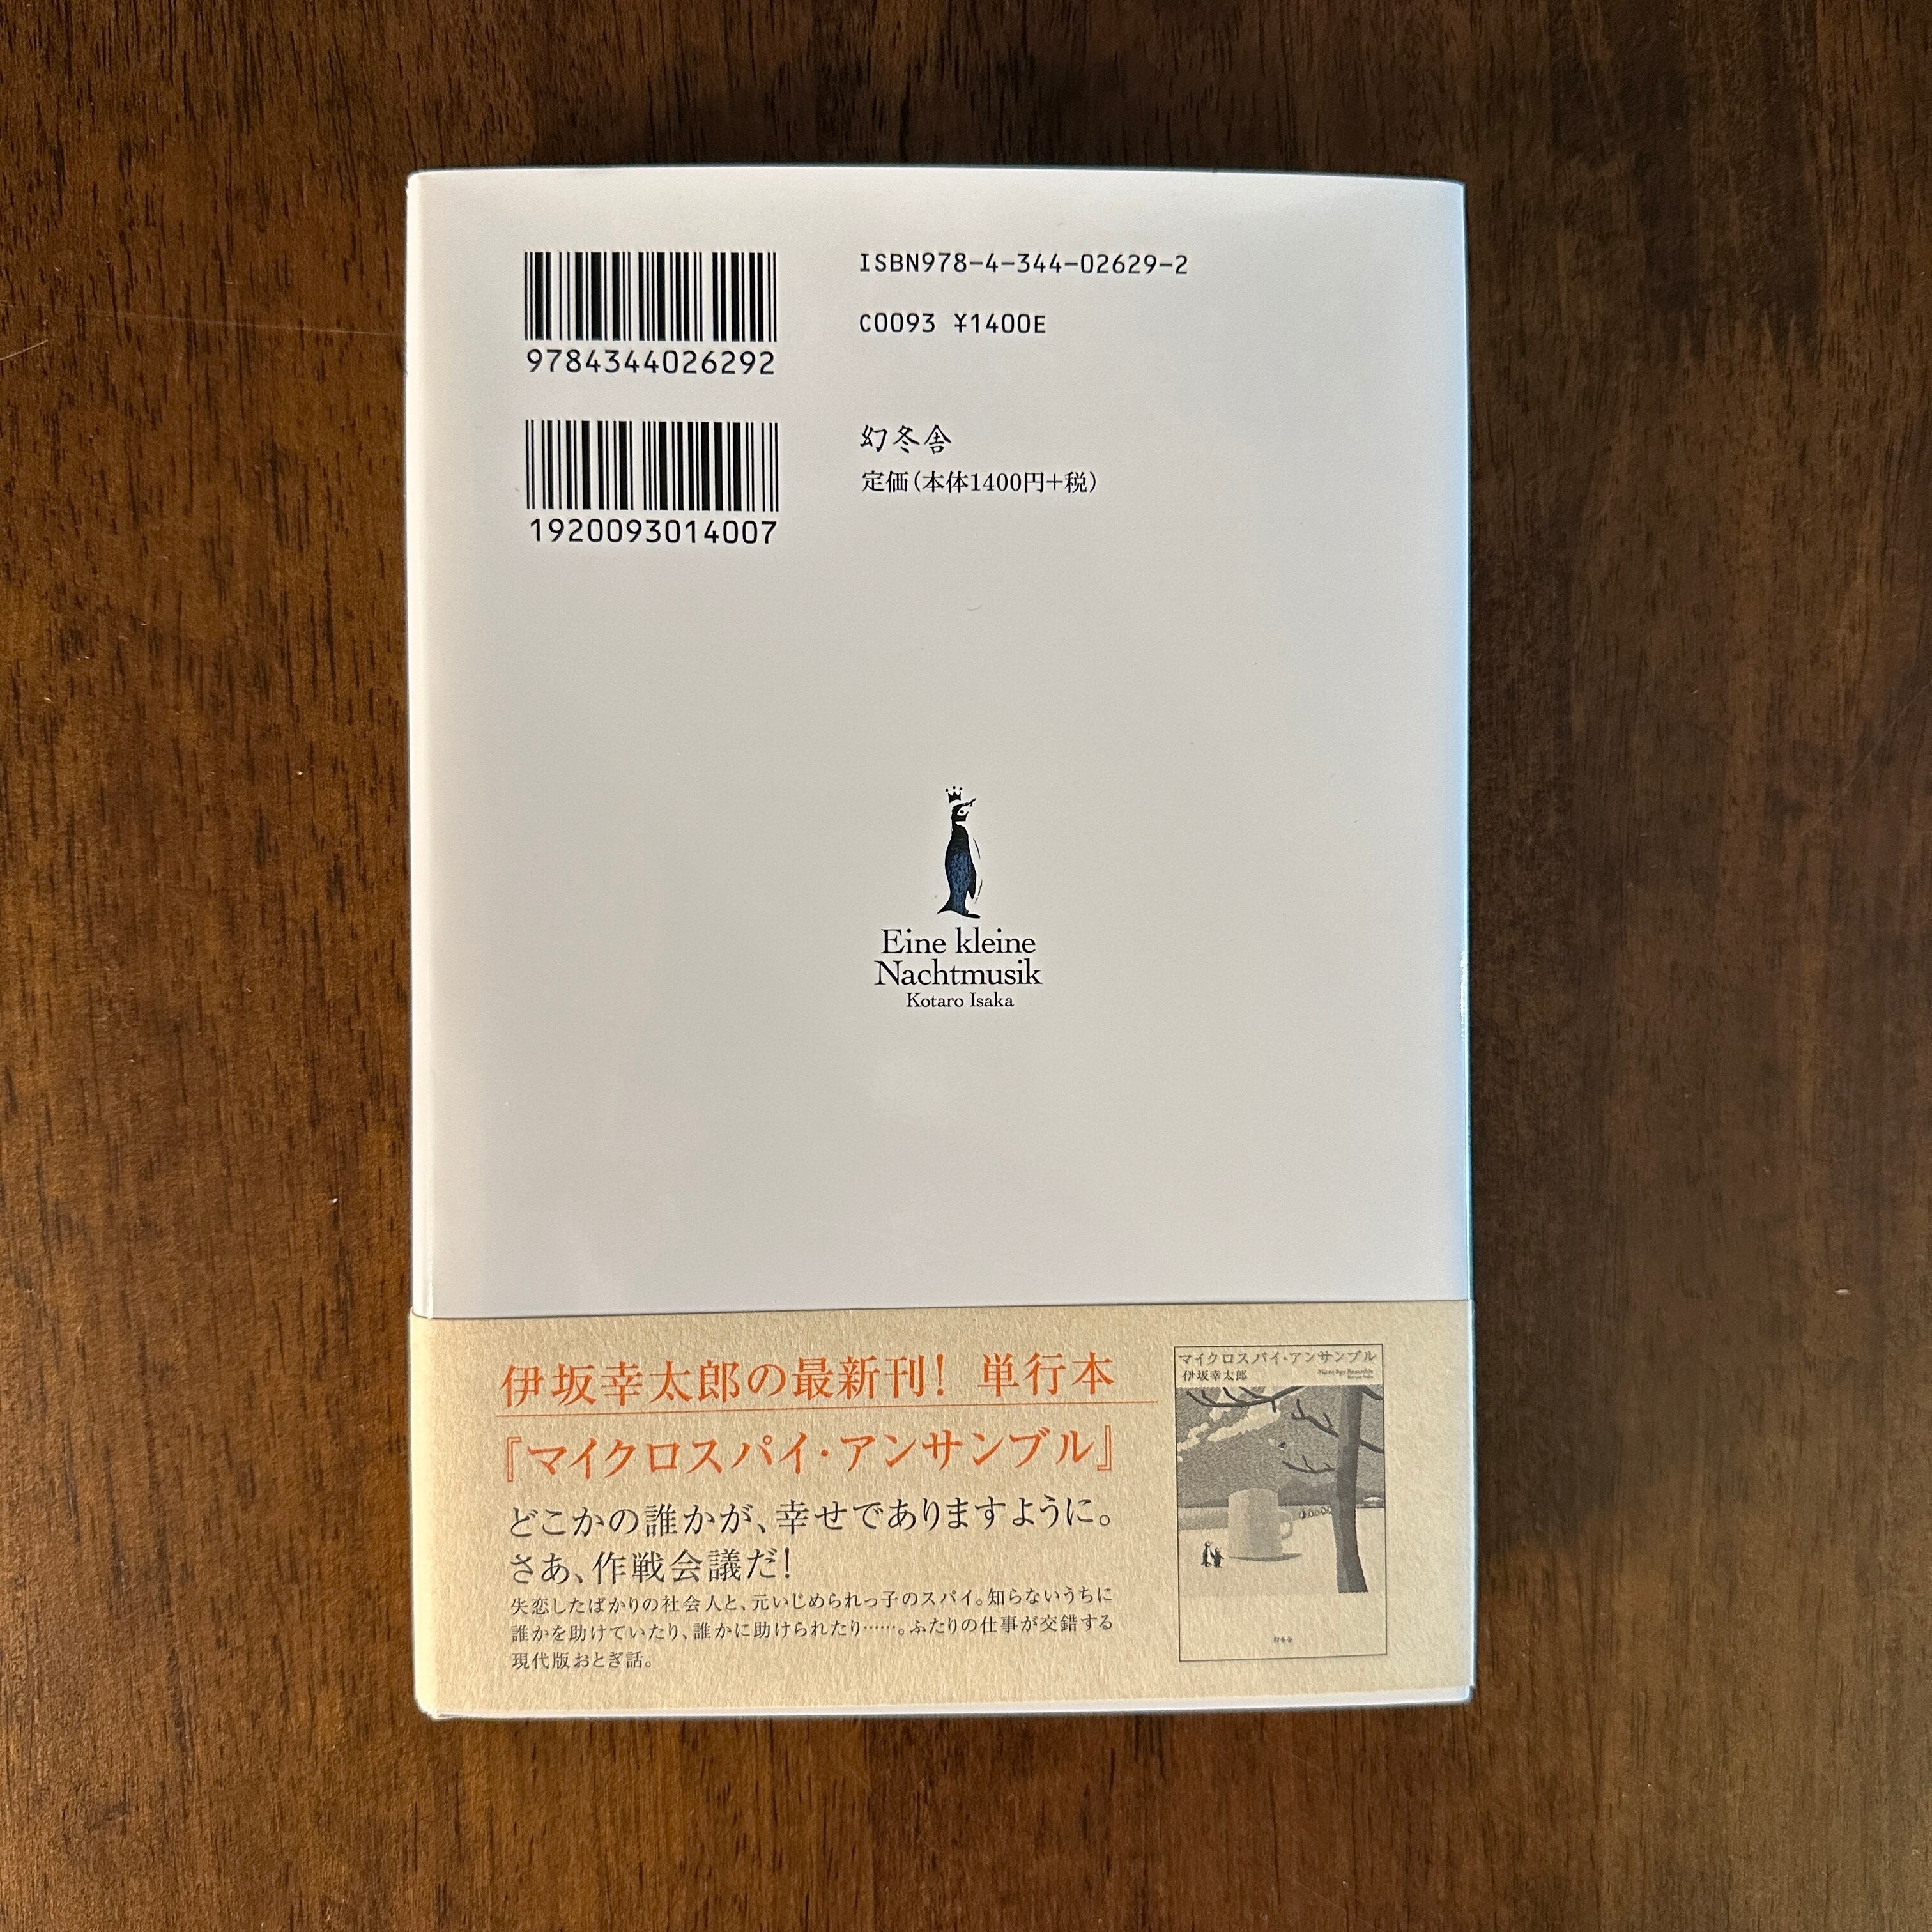 ISBN978-4-344-02629-2
C0093 ¥1400E
9784344026292
幻冬舎
定価(本体1400円+税)
1920093014007
Eine kleine
Nachtmusik
Kotaro Isaka
伊坂幸太郎の最新刊! 単行本
『マイクロスパイ・アンサンブル』
どこかの誰かが、幸せでありますように。
さあ、作戦会議だ!
失恋したばかりの社会人と、元いじめられっ子のスパイ。知らないうちに
誰かを助けていたり、誰かに助けられたり……。ふたりの仕事が交錯する
現代版おとぎ話。
マイクロスパイ・アンサンブル
伊坂幸太郎
幻冬舎